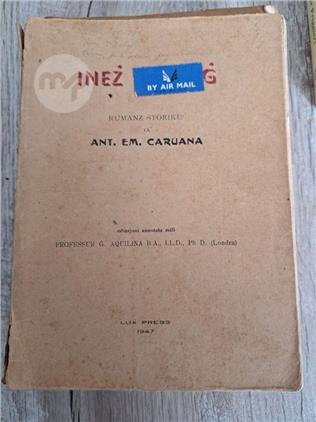 INEŻ
Ġ
BY AIR MAIL
RUMANZ STORIKU
TA'
ANT. EM. CARUANA
edizzjoni annotata mill-
PROFESSUR Ġ. AQUILINA B.A., LL.D., Ph. D. (Londra)
LUX PRESS
1947